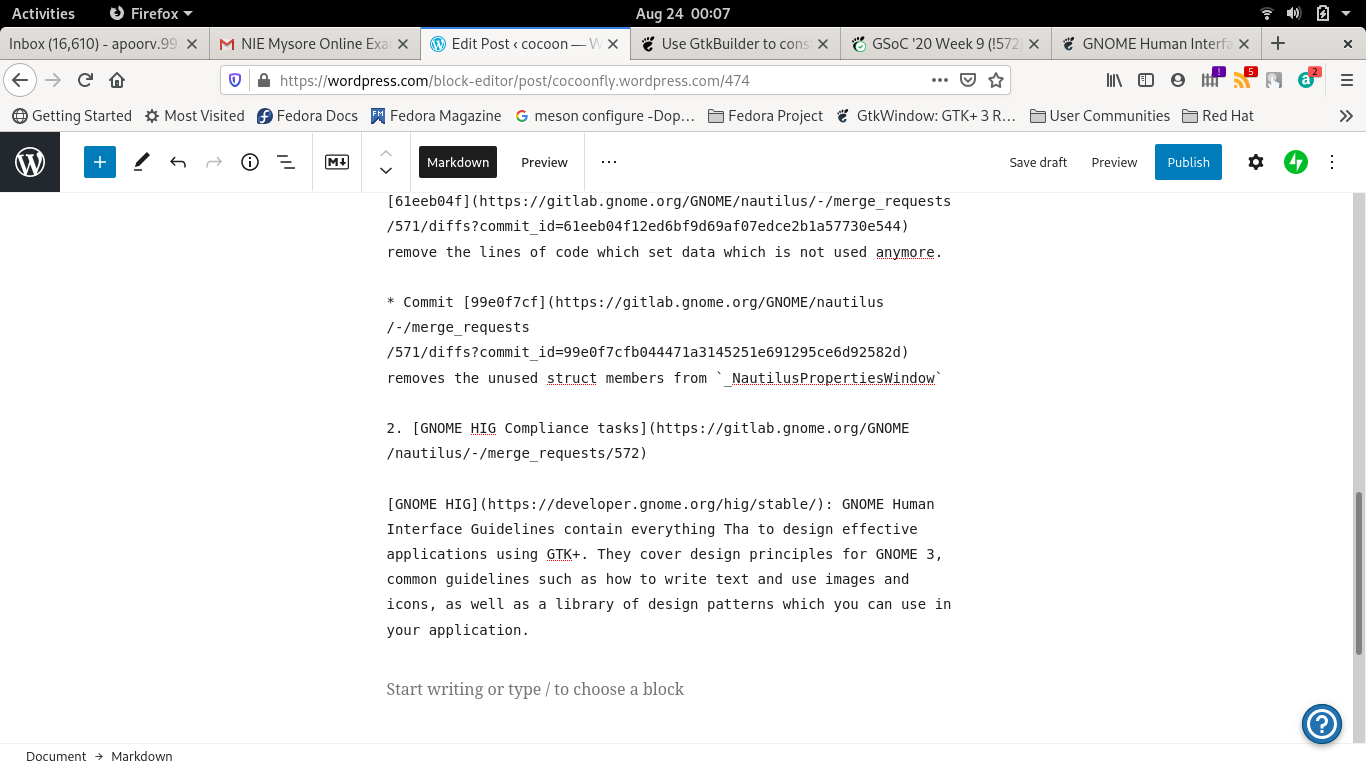 Activities
Firefox
Aug 24 00:07
Inbox (16,610) - apoorv.99
NIE Mysore Online Exa
Edit Post ‹ cocoon — W
Use GtkBuilder to cons
GSoC '20 Week 9 (!572)
GNOME Human Interfa
https://wordpress.com/block-editor/post/cocoonfly.wordpress.com/474
! 5 2
Getting Started
Most Visited
Fedora Docs
Fedora Magazine
meson configure -Dop…
Fedora Project
GtkWindow: GTK+ 3 R…
User Communities
Red Hat
Markdown
Preview
Save draft
Preview
Publish
[61eeb04f](https://gitlab.gnome.org/GNOME/nautilus/-/merge_requests
/571/diffs?commit_id=61eeb04f12ed6bf9d69af07edce2b1a57730e544)
remove the lines of code which set data which is not used anymore.
* Commit [99e0f7cf](https://gitlab.gnome.org/GNOME/nautilus
/-/merge_requests
/571/diffs?commit_id=99e0f7cfb044471a3145251e691295ce6d92582d)
removes the unused struct members from `_NautilusPropertiesWindow`
2. [GNOME HIG Compliance tasks](https://gitlab.gnome.org/GNOME
/nautilus/-/merge_requests/572)
[GNOME HIG](https://developer.gnome.org/hig/stable/): GNOME Human
Interface Guidelines contain everything Tha to design effective
applications using GTK+. They cover design principles for GNOME 3,
common guidelines such as how to write text and use images and
icons, as well as a library of design patterns which you can use in
your application.
Start writing or type / to choose a block
Document → Markdown